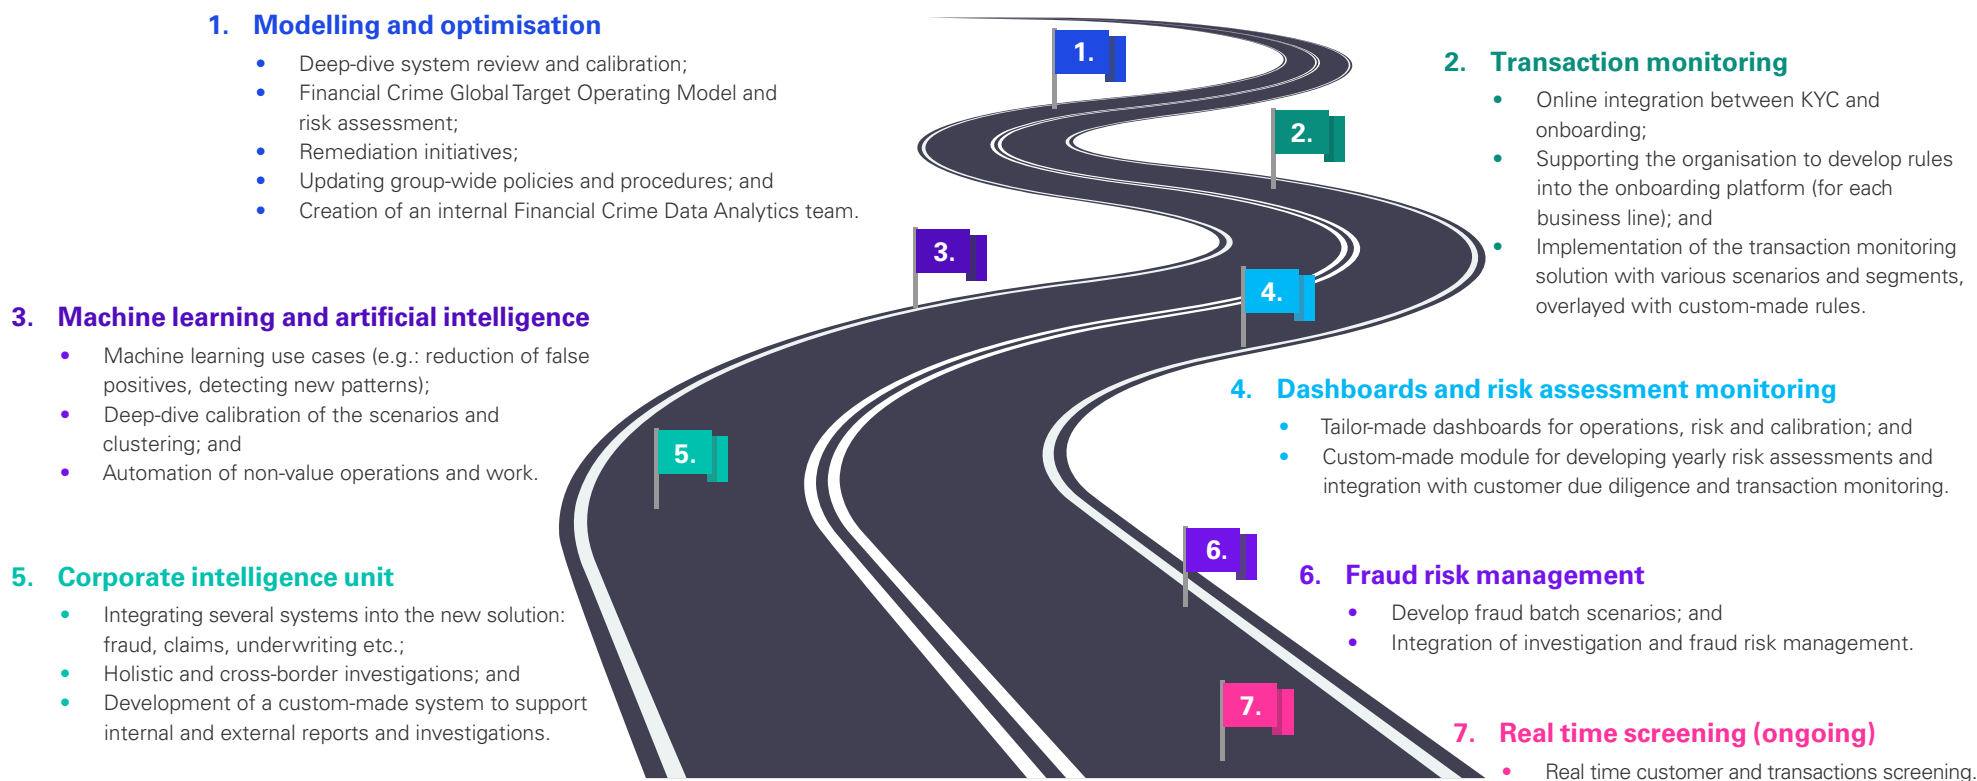 1. Modelling and optimisation
• Deep-dive system review and calibration;
• Financial Crime Global Target Operating Model and
risk assessment;
• Remediation initiatives;
• Updating group-wide policies and procedures; and
• Creation of an internal Financial Crime Data Analytics team.
1.
2. Transaction monitoring
• Online integration between KYC and
onboarding;
• Supporting the organisation to develop rules
into the onboarding platform (for each
business line); and
• Implementation of the transaction monitoring
solution with various scenarios and segments,
overlayed with custom-made rules.
2.
3. Machine learning and artificial intelligence
• Machine learning use cases (e.g.: reduction of false
positives, detecting new patterns);
• Deep-dive calibration of the scenarios and
clustering; and
• Automation of non-value operations and work.
3.
4.
4. Dashboards and risk assessment monitoring
• Tailor-made dashboards for operations, risk and calibration; and
• Custom-made module for developing yearly risk assessments and
integration with customer due diligence and transaction monitoring.
5.
5. Corporate intelligence unit
• Integrating several systems into the new solution:
fraud, claims, underwriting etc.;
• Holistic and cross-border investigations; and
• Development of a custom-made system to support
internal and external reports and investigations.
6.
6. Fraud risk management
• Develop fraud batch scenarios; and
• Integration of investigation and fraud risk management.
7.
7. Real time screening (ongoing)
• Real time customer and transactions screening.